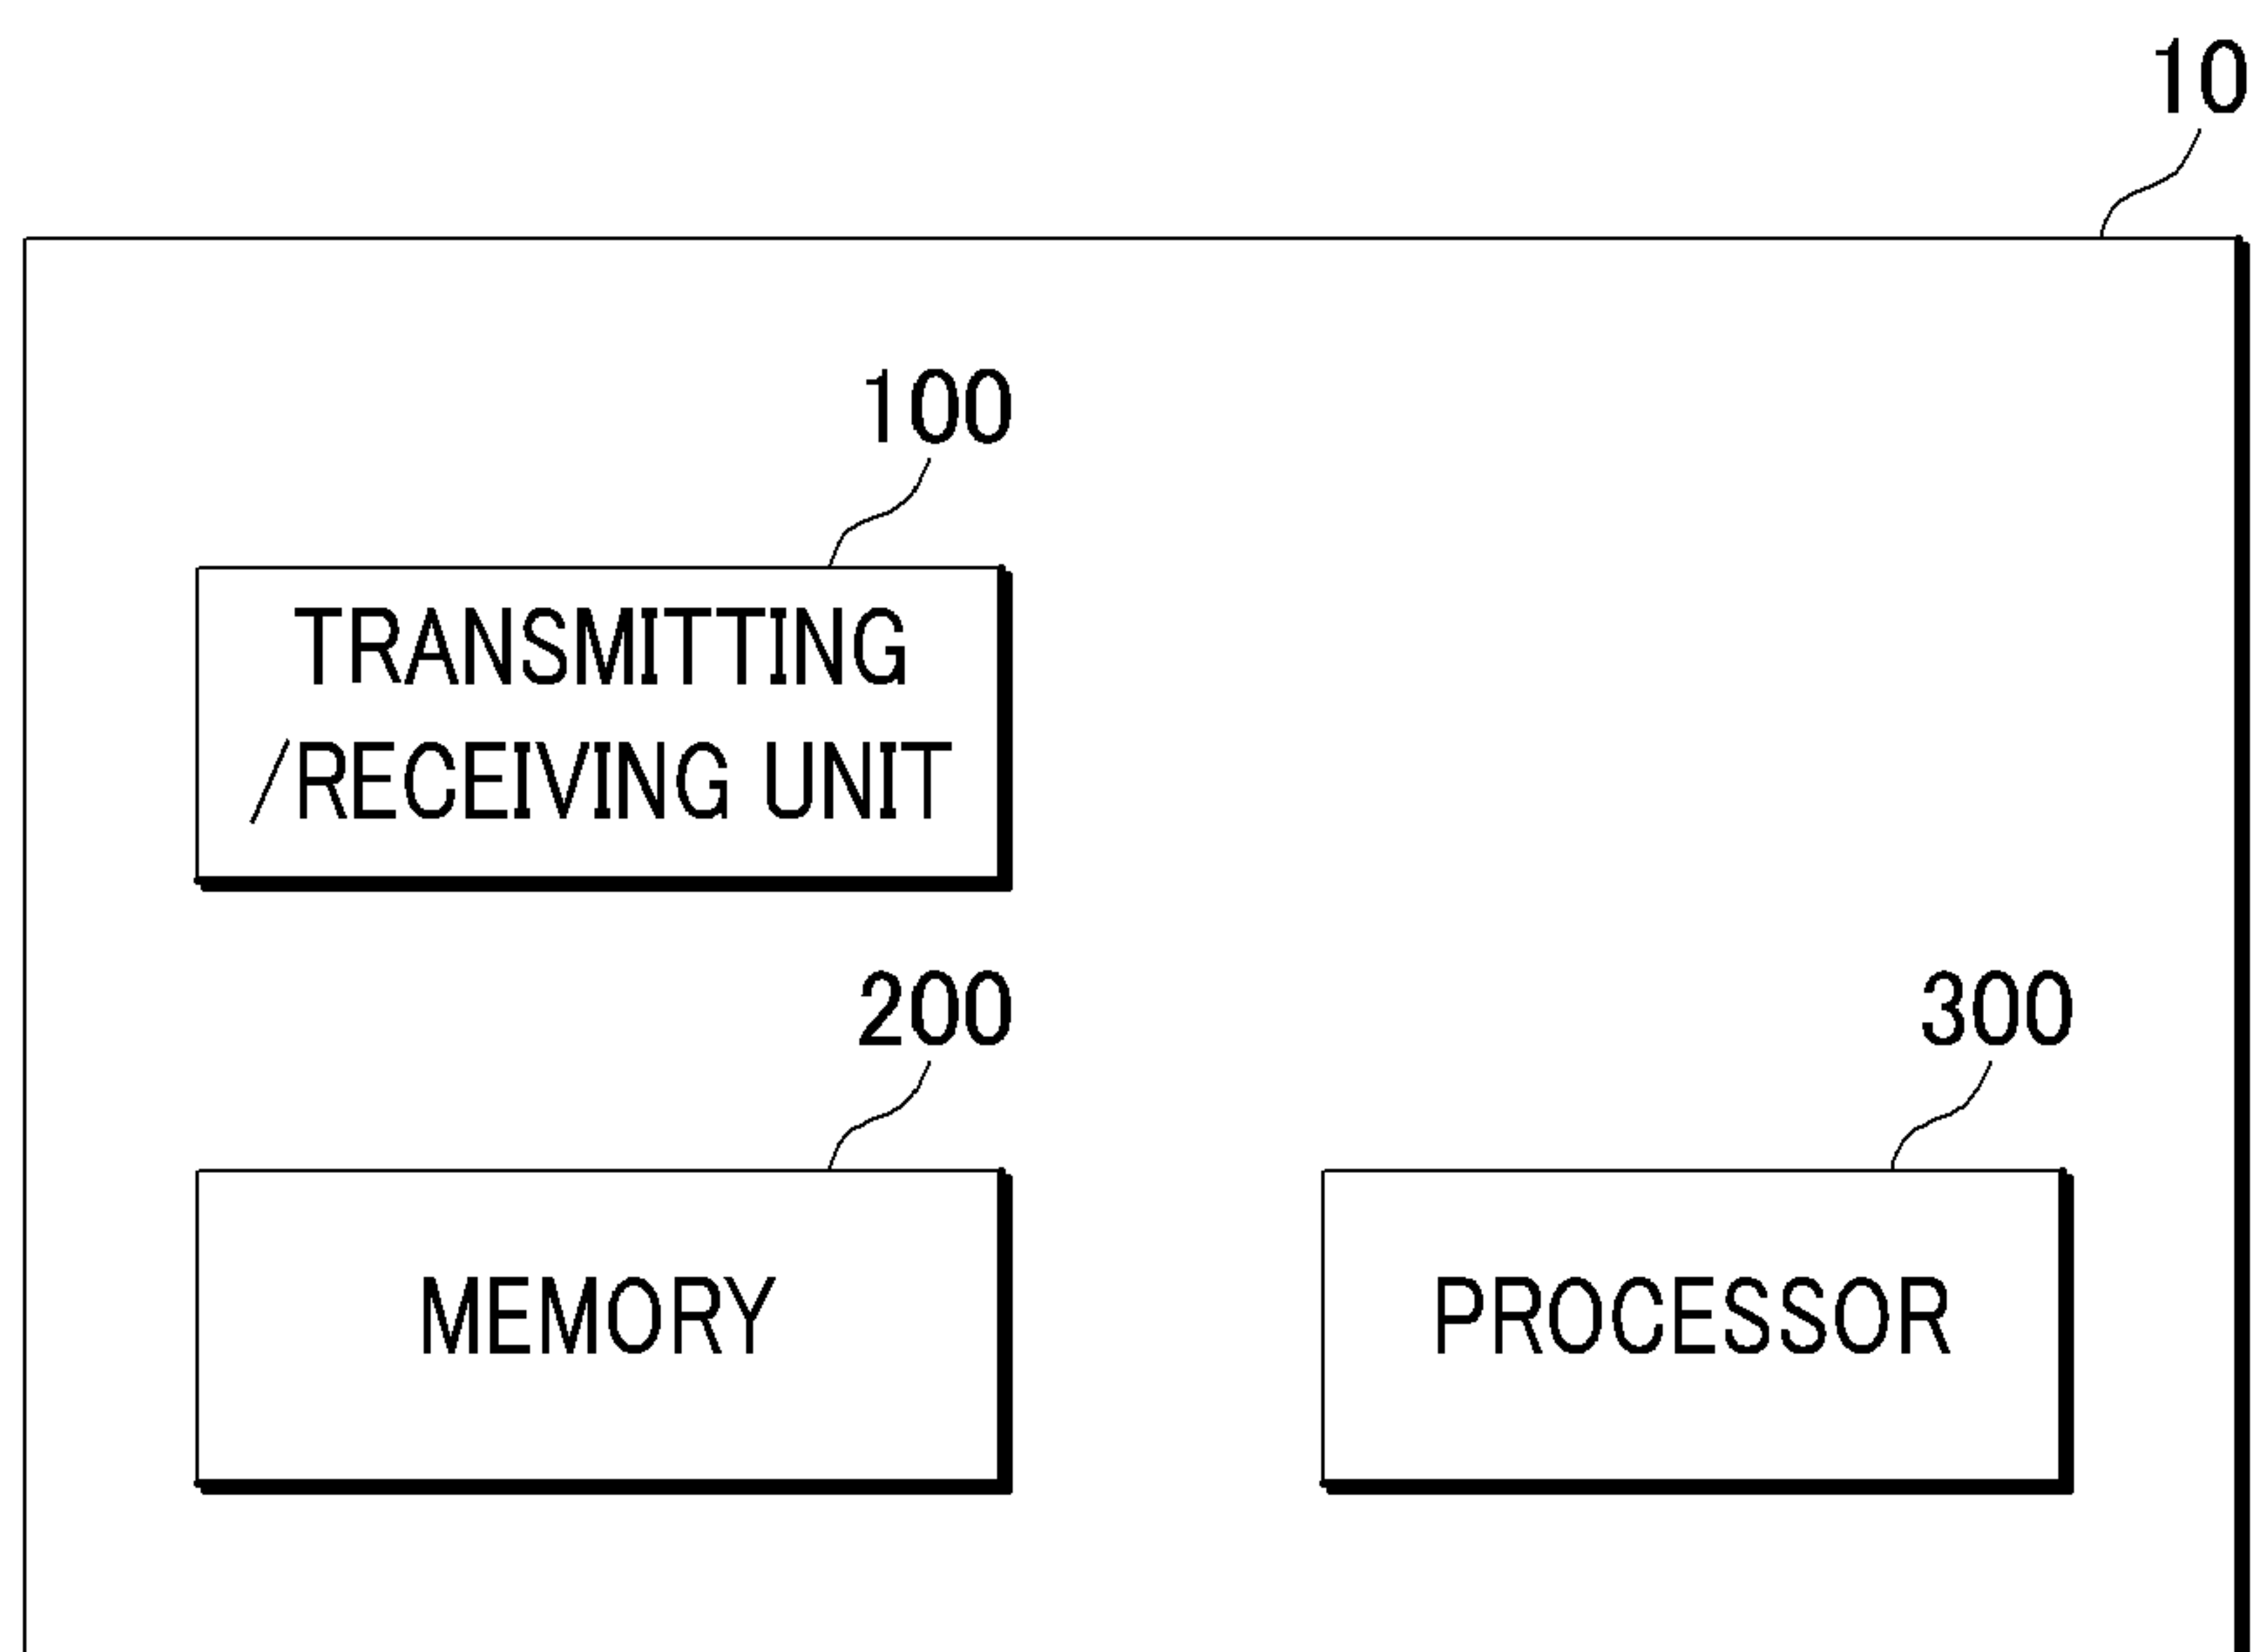 10
100
TRANSMITTING
/RECEIVING UNIT
200
300
MEMORY
PROCESSOR